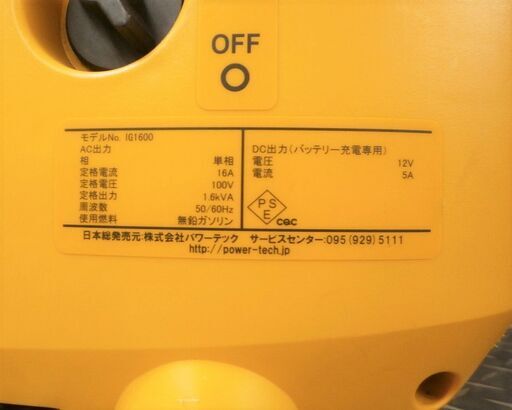 OFF
モデルNo. IG1600
AC出力
相 単相
定格電流 16A
定格電圧 100V
定格出力 1.6kVA
周波数 50/60Hz
使用燃料 無鉛ガソリン
DC出力(バッテリー充電専用)
電圧 12V
電流 5A
PS
E
CQC
日本総発売元:株式会社パワーテック サービスセンター:095(929)5111
http://power-tech.jp